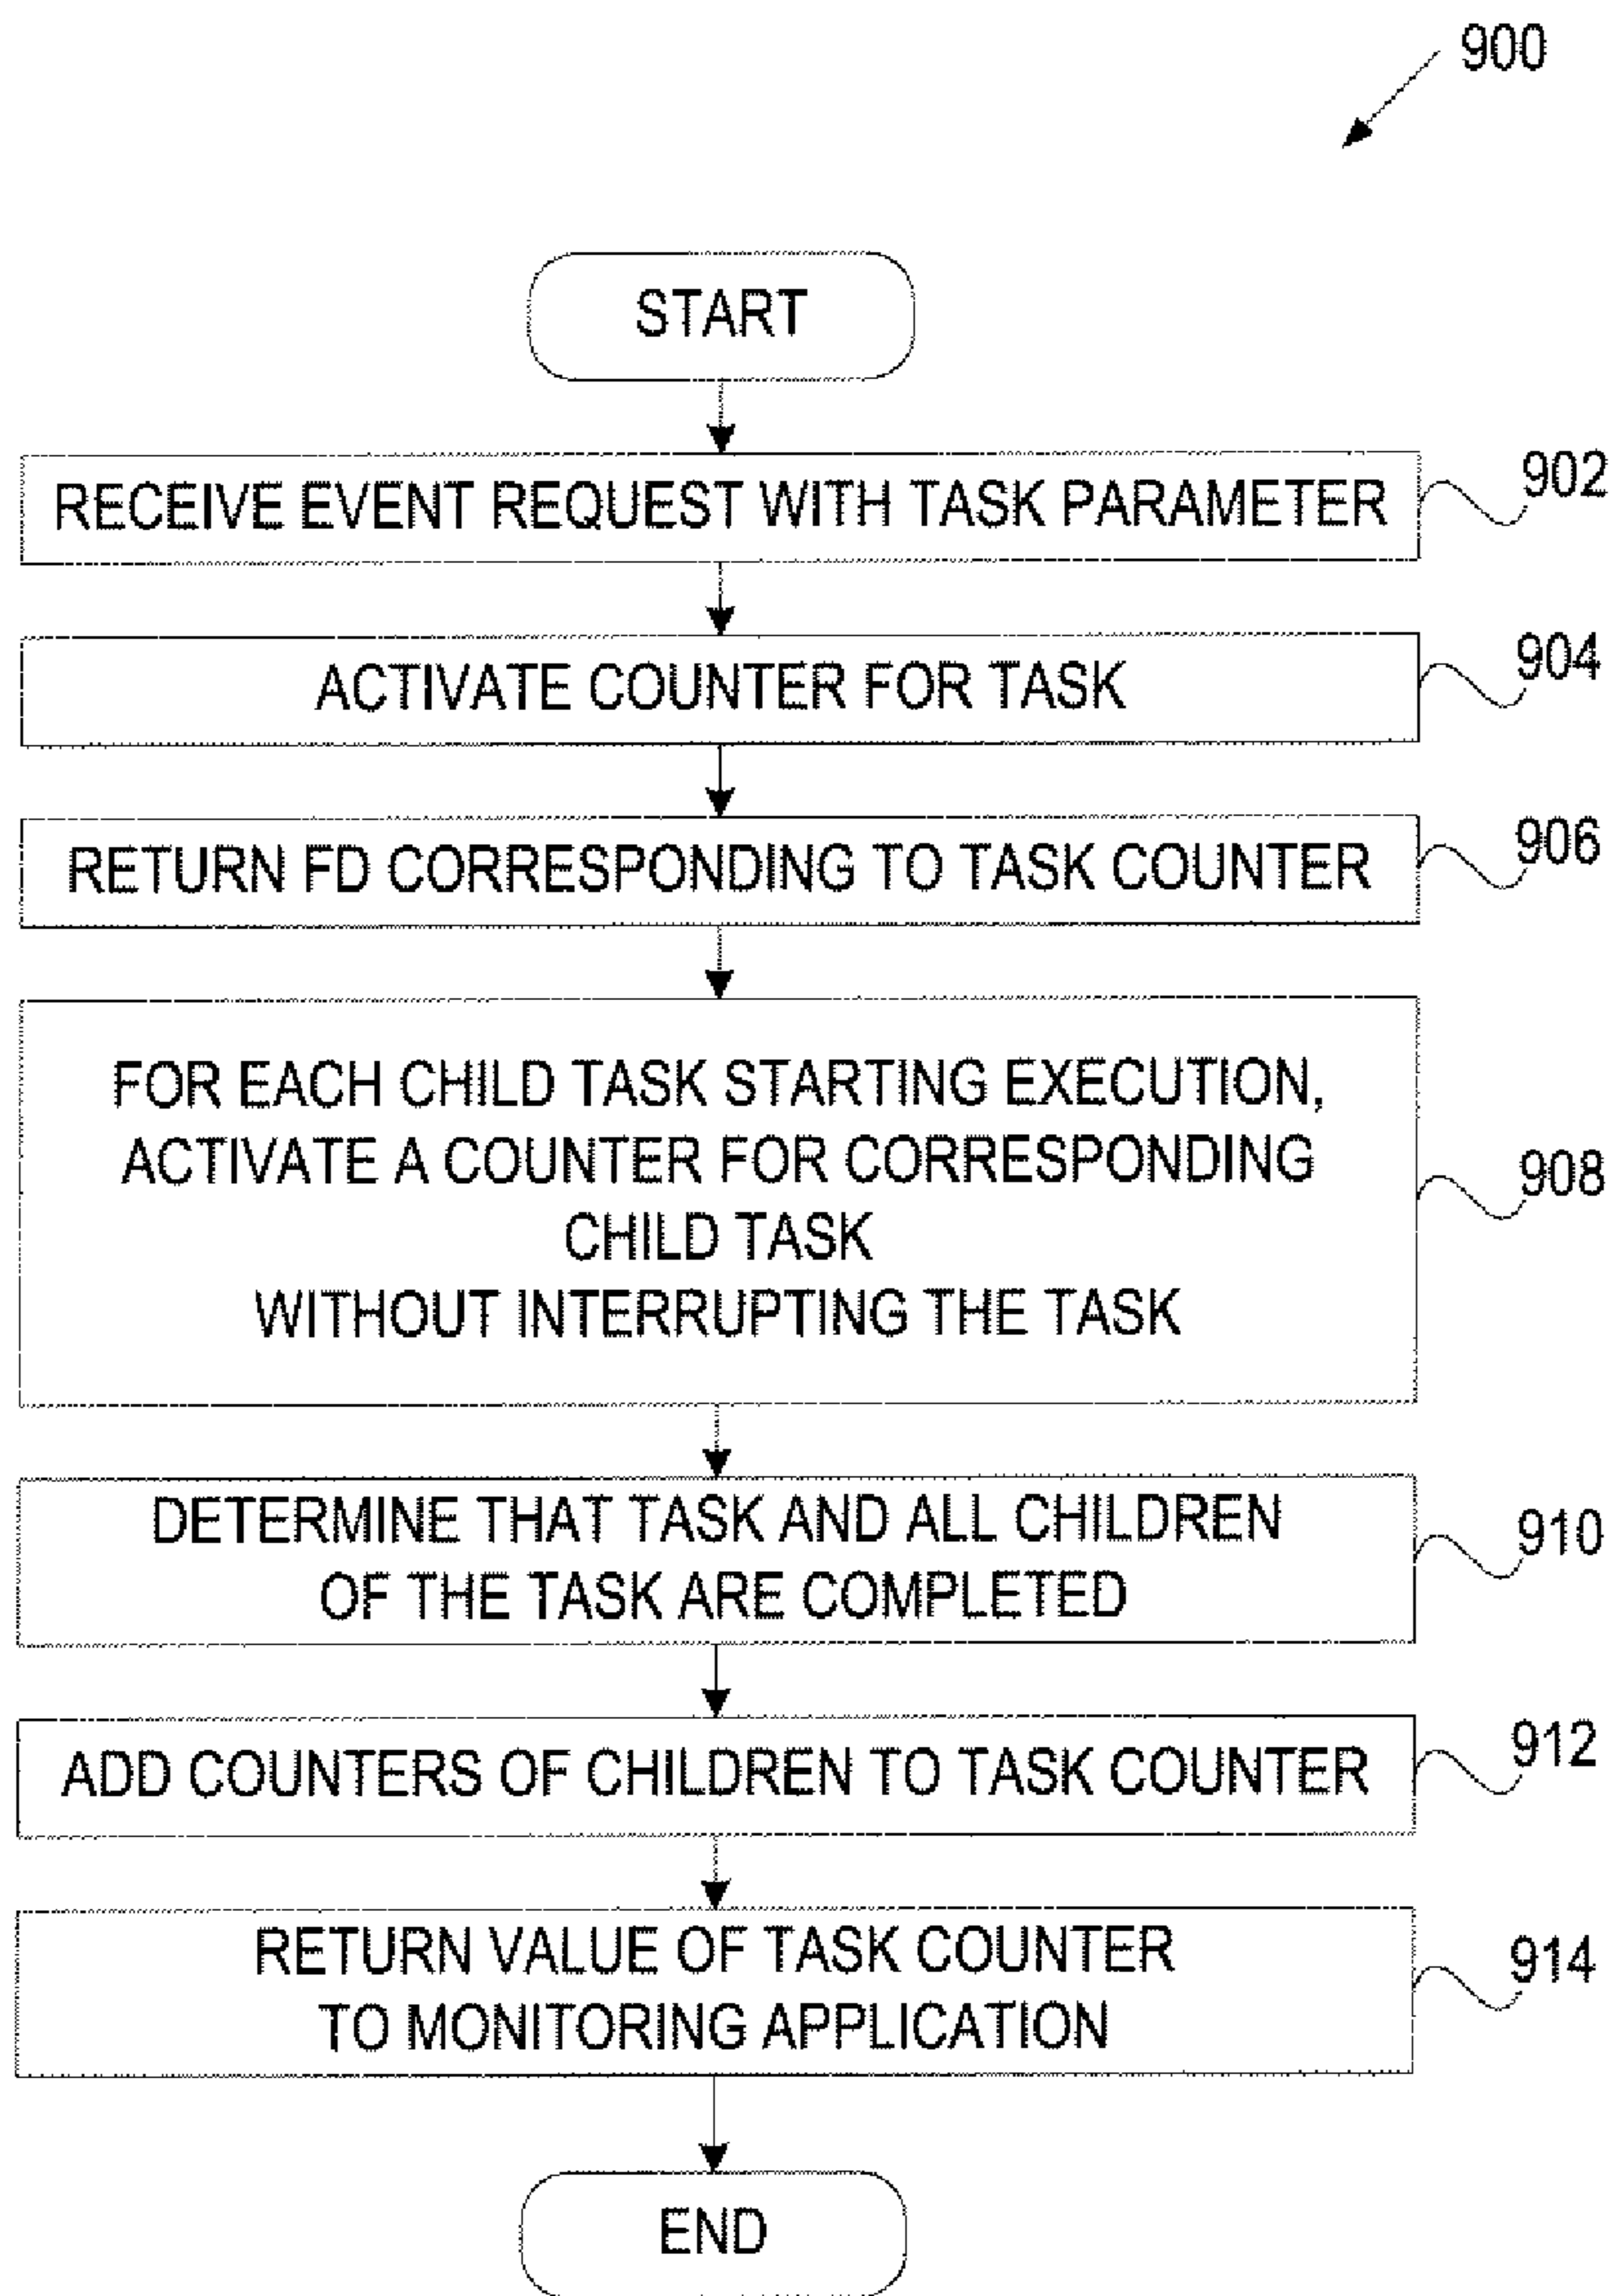 900
START
RECEIVE EVENT REQUEST WITH TASK PARAMETER
902
ACTIVATE COUNTER FOR TASK
904
RETURN FD CORRESPONDING TO TASK COUNTER
906
FOR EACH CHILD TASK STARTING EXECUTION,
ACTIVATE A COUNTER FOR CORRESPONDING
CHILD TASK
WITHOUT INTERRUPTING THE TASK
908
DETERMINE THAT TASK AND ALL CHILDREN
OF THE TASK ARE COMPLETED
910
ADD COUNTERS OF CHILDREN TO TASK COUNTER
912
RETURN VALUE OF TASK COUNTER
TO MONITORING APPLICATION
914
END